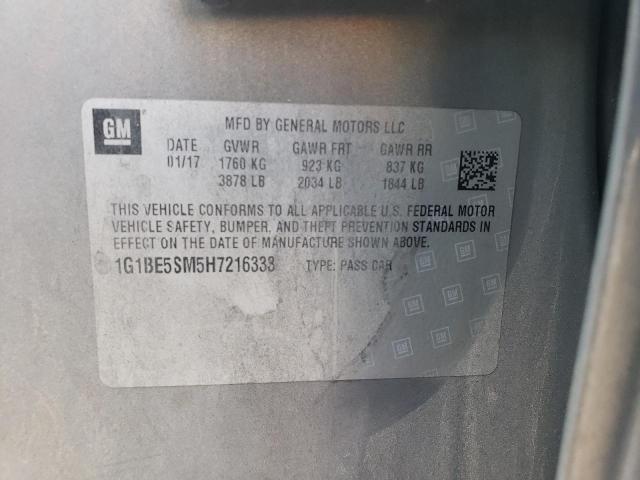 GM
MFD BY GENERAL MOTORS LLC
DATE GVWR GAWR FRT GAWR RR
01/17 1760 KG 923 KG 837 KG
3878 LB 2034 LB 1844 LB
THIS VEHICLE CONFORMS TO ALL APPLICABLE U.S. FEDERAL MOTOR
VEHICLE SAFETY, BUMPER, AND THEFT PREVENTION STANDARDS IN
EFFECT ON THE DATE OF MANUFACTURE SHOWN ABOVE.
1G1BE5SM5H7216333 TYPE: PASS CAR